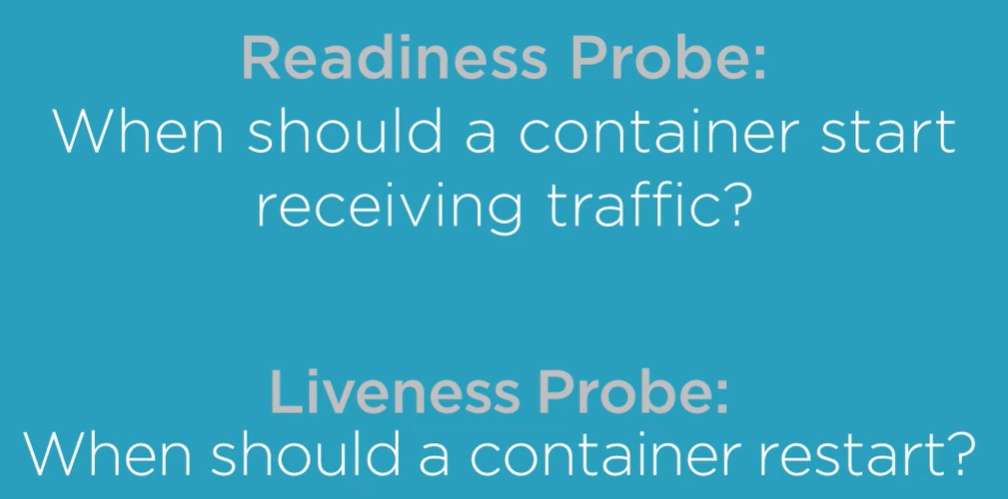 Readiness Probe:
When should a container start
receiving traffic?
Liveness Probe:
When should a container restart?